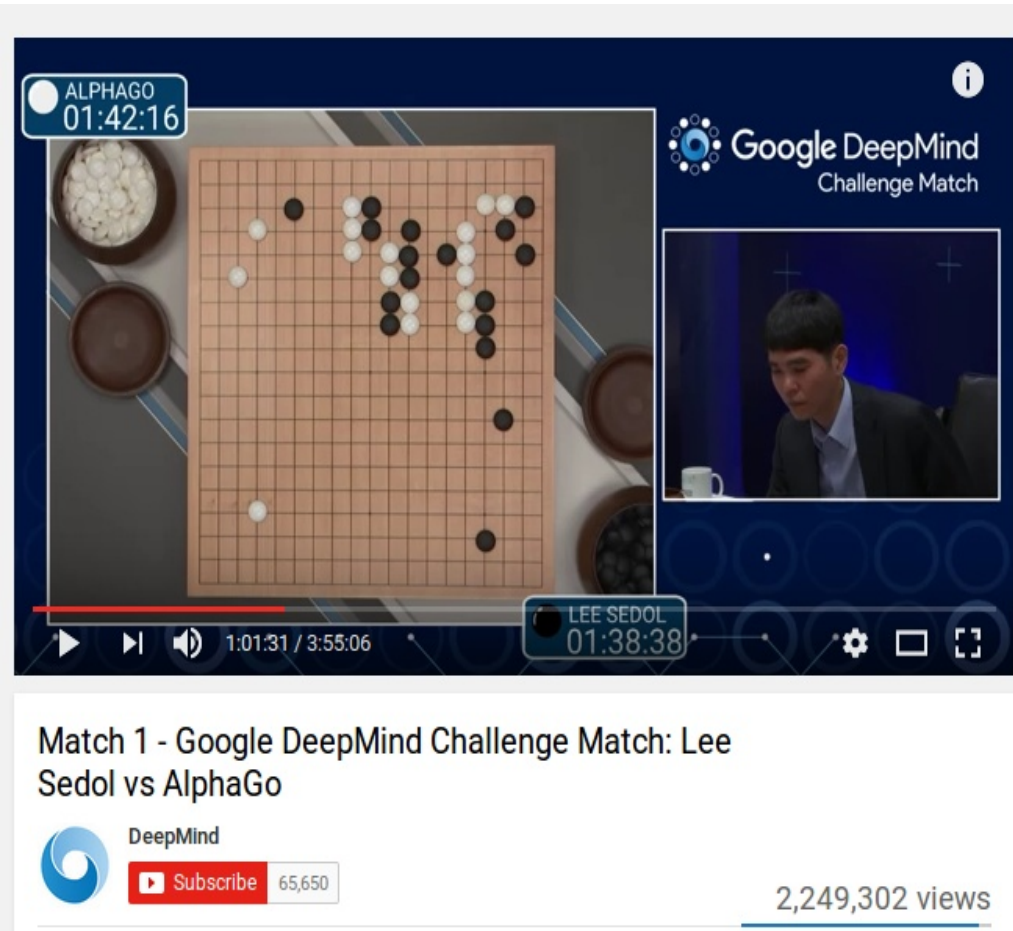 ALPHAGO
01:42:16
Google DeepMind
Challenge Match
LEE SEDOL
01:38:38
1:01:31 / 3:55:06
Match 1 - Google DeepMind Challenge Match: Lee
Sedol vs AlphaGo
DeepMind
Subscribe 65,650
2,249,302 views